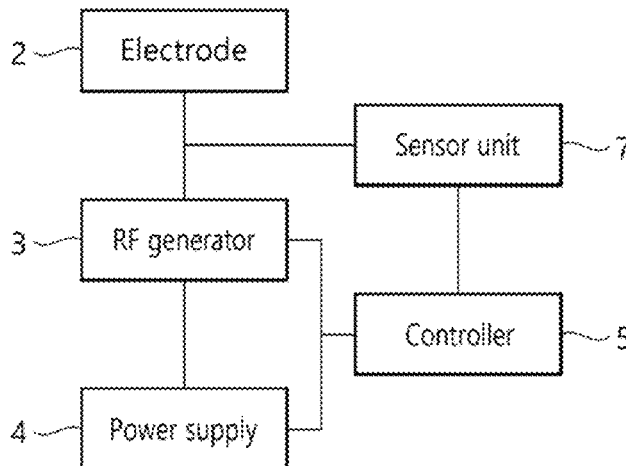 2 Electrode
Sensor unit 7
3 RF generator
Controller 5
4 Power supply